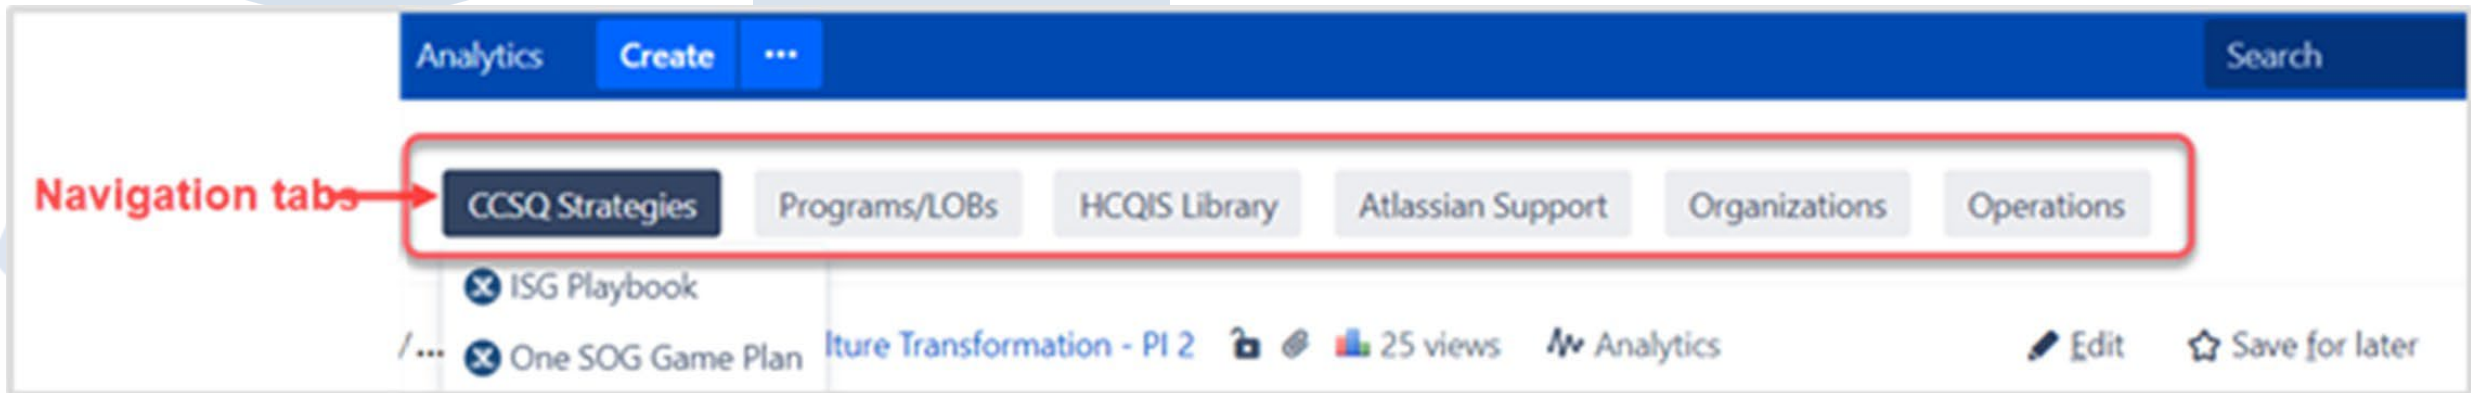 Analytics Create ... Search
Navigation tabs CCSQ Strategies Programs/LOBs HCQIS Library Atlassian Support Organizations Operations
ISG Playbook
/ ... lture Transformation - PI 2 25 views Analytics Edit Save for later
One SOG Game Plan